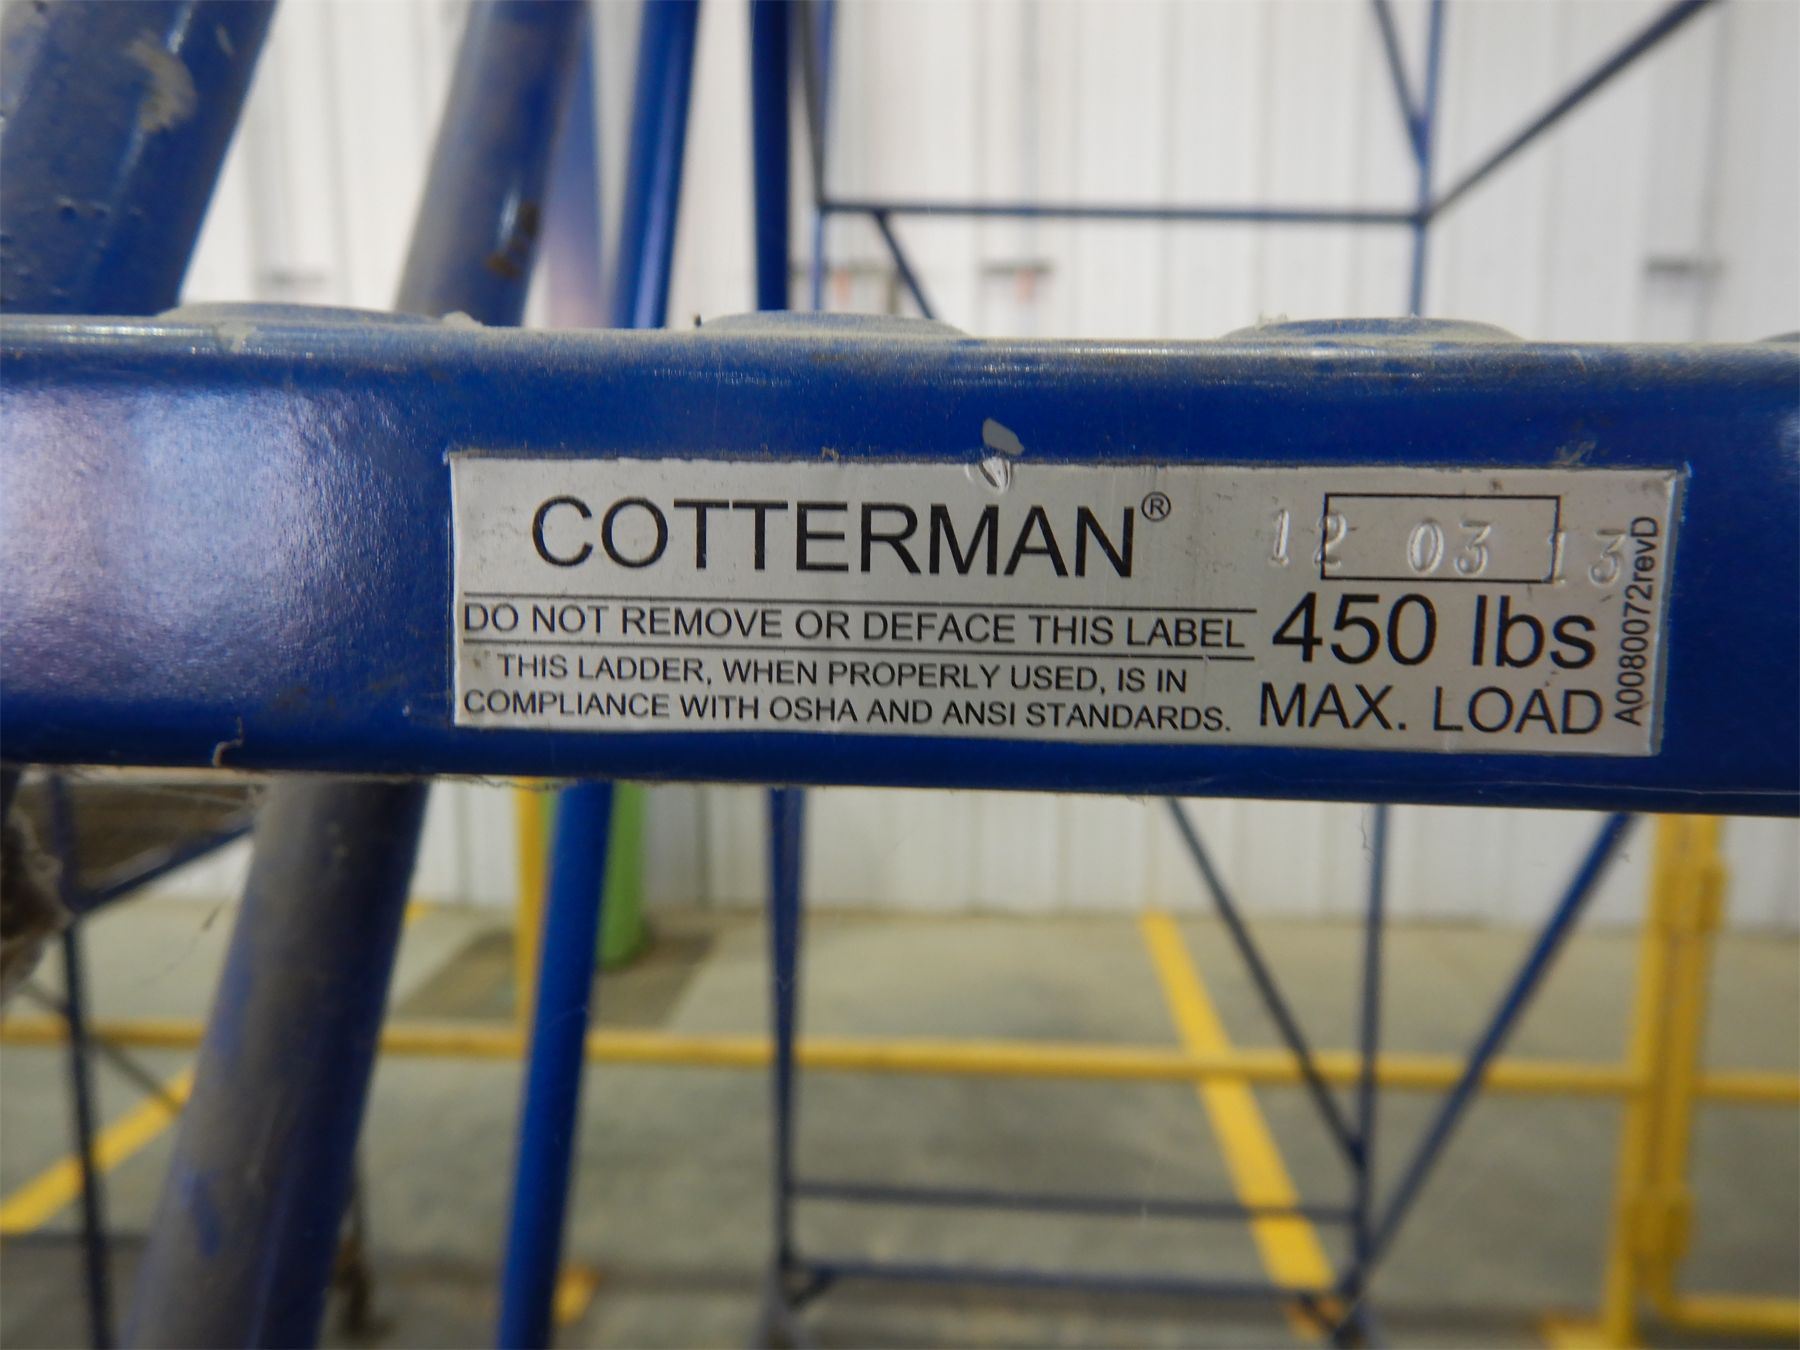 COTTERMAN®
12 03 13
DO NOT REMOVE OR DEFACE THIS LABEL
THIS LADDER, WHEN PROPERLY USED, IS IN
COMPLIANCE WITH OSHA AND ANSI STANDARDS.
450 lbs
MAX. LOAD
A0080072revD